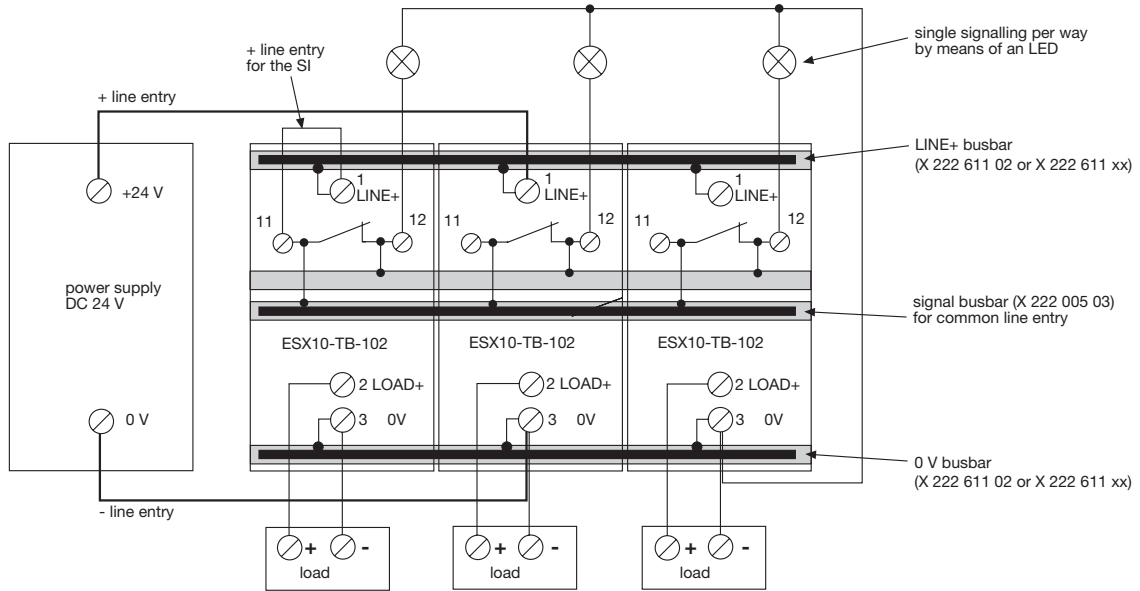 single signalling per way
by means of an LED
+ line entry
for the SI
+ line entry
LINE+ busbar
(X 222 611 02 or X 222 611 xx)
+24 V
1
LINE+
1
LINE+
1
LINE+
11
12
11
12
11
12
power supply
DC 24 V
signal busbar (X 222 005 03)
for common line entry
ESX10-TB-102
ESX10-TB-102
ESX10-TB-102
2 LOAD+
2 LOAD+
2 LOAD+
0 V
3 0V
3 0V
3 0V
0 V busbar
(X 222 611 02 or X 222 611 xx)
- line entry
+ -
+ -
+ -
load
load
load